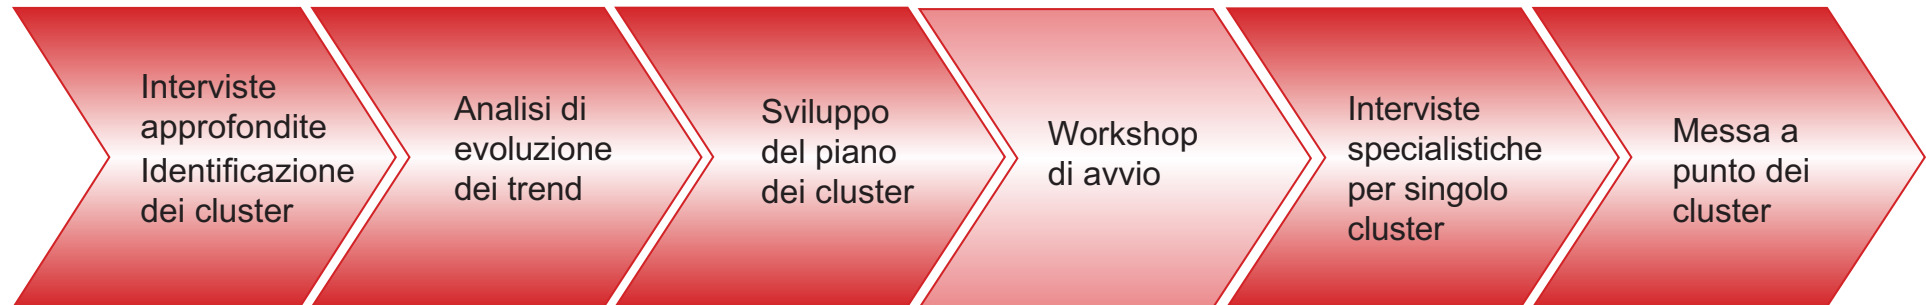 Interviste
approfondite
Identificazione
dei cluster
Analisi di
evoluzione
dei trend
Sviluppo
del piano
dei cluster
Workshop
di avvio
Interviste
specialistiche
per singolo
cluster
Messa a
punto dei
cluster